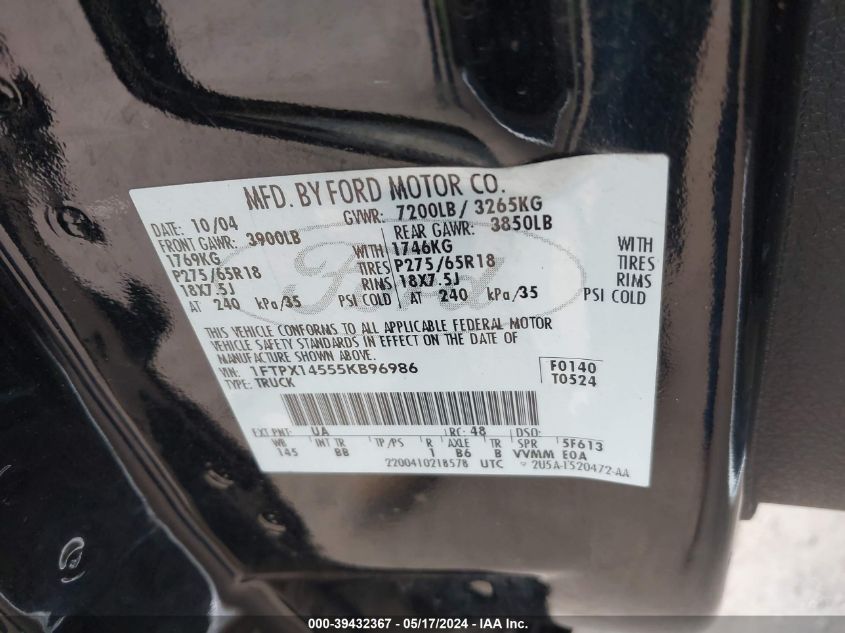 MFD. BY FORD MOTOR CO.
DATE: 10/04 GVWR: 7200LB/ 3265KG
FRONT GAWR: 3900LB REAR GAWR: 3850LB
1769KG WITH 1746KG WITH
P275/65R18 TIRES P275/65R18 TIRES
18X7.5J RIMS 18X7.5J RIMS
AT 240 kPa/35 PSI COLD AT 240 kPa/35 PSI COLD
Ford
THIS VEHICLE CONFORMS TO ALL APPLICABLE FEDERAL MOTOR
VEHICLE SAFETY STANDARDS IN EFFECT ON THE DATE OF
MANUFACTURE SHOWN ABOVE.
VIN: 1FTPX14555KB96986 F0140
TYPE: TRUCK T0524
EXT PNT: UA RC: 48 DSO:
WB INT TR TP/PS R AXLE TR SPR 5F613
145 BB 1 B6 B VVMM E0A
2200410218578 UTC 2U5A-1520472-AA
000-39432367 - 05/17/2024 - IAA Inc.